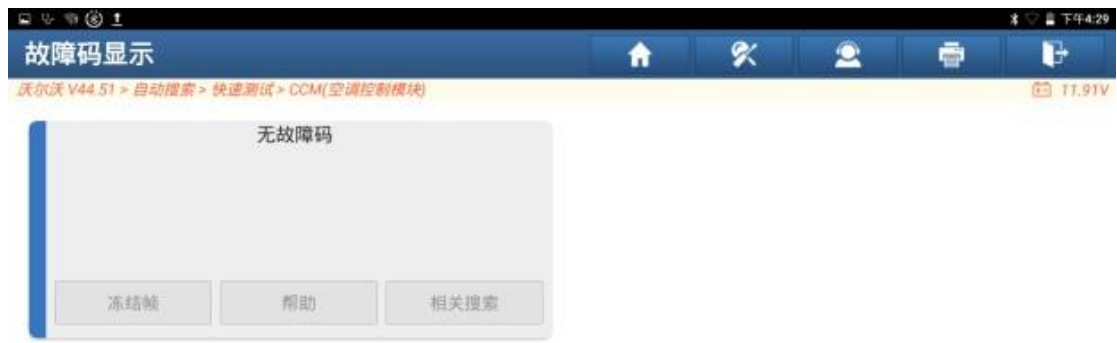 下午4:29
故障码显示
沃尔沃 V44.51 > 自动搜索 > 快速测试 > CCM(空调控制模块)
11.91V
无故障码
冻结帧
帮助
相关搜索